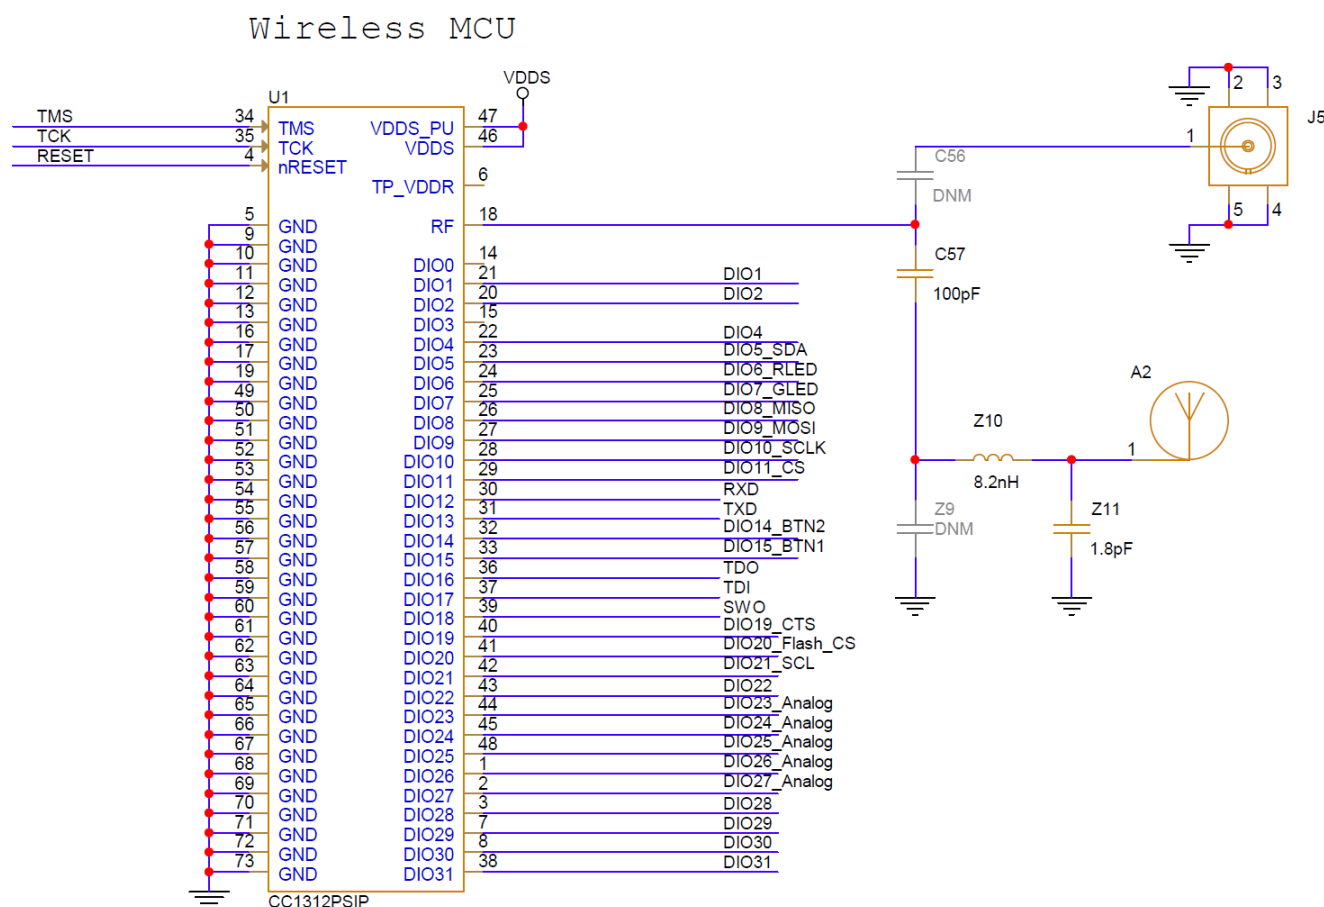 Wireless MCU
VDDS
U1
TMS 34 TMS VDDS_PU 47
TCK 35 TCK VDDS 46
RESET 4 nRESET
TP_VDDR 6
5 GND RF 18
9 GND
10 GND DIO0 14
11 GND DIO1 21 DIO1
12 GND DIO2 20 DIO2
13 GND DIO3 15
16 GND DIO4 22 DIO4
17 GND DIO5 23 DIO5_SDA
19 GND DIO6 24 DIO6_RLED
49 GND DIO7 25 DIO7_GLED
50 GND DIO8 26 DIO8_MISO
51 GND DIO9 27 DIO9_MOSI
52 GND DIO10 28 DIO10_SCLK
53 GND DIO11 29 DIO11_CS
54 GND DIO12 30 RXD
55 GND DIO13 31 TXD
56 GND DIO14 32 DIO14_BTN2
57 GND DIO15 33 DIO15_BTN1
58 GND DIO16 36 TDO
59 GND DIO17 37 TDI
60 GND DIO18 39 SWO
61 GND DIO19 40 DIO19_CTS
62 GND DIO20 41 DIO20_Flash_CS
63 GND DIO21 42 DIO21_SCL
64 GND DIO22 43 DIO22
65 GND DIO23 44 DIO23_Analog
66 GND DIO24 45 DIO24_Analog
67 GND DIO25 48 DIO25_Analog
68 GND DIO26 1 DIO26_Analog
69 GND DIO27 2 DIO27_Analog
70 GND DIO28 3 DIO28
71 GND DIO29 7 DIO29
72 GND DIO30 8 DIO30
73 GND DIO31 38 DIO31
CC1312PSIP
2 3
J5
1
5 4
C56
DNM
C57
100pF
A2
1
Z10
8.2nH
Z9
DNM
Z11
1.8pF